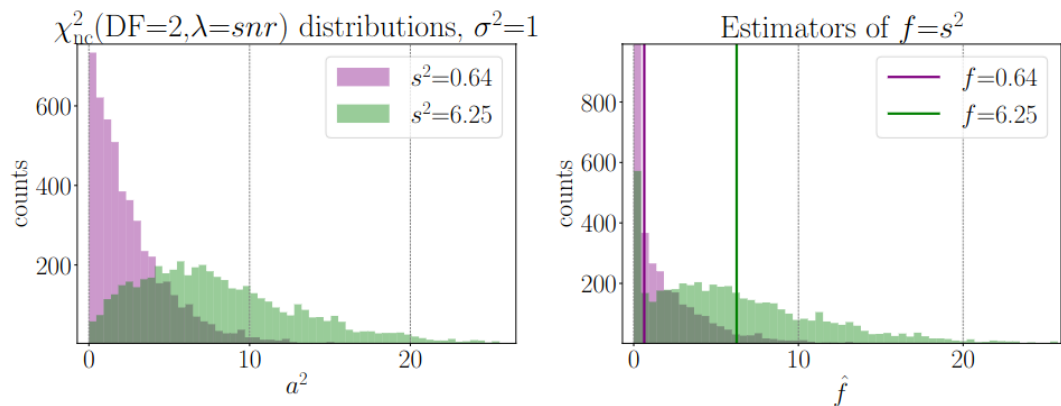 χ²_nc(DF=2,λ=snr) distributions, σ²=1
s²=0.64
s²=6.25
counts
600
400
200
0
10
20
a²
Estimators of f=s²
f=0.64
f=6.25
counts
800
600
400
200
0
10
20
f̂